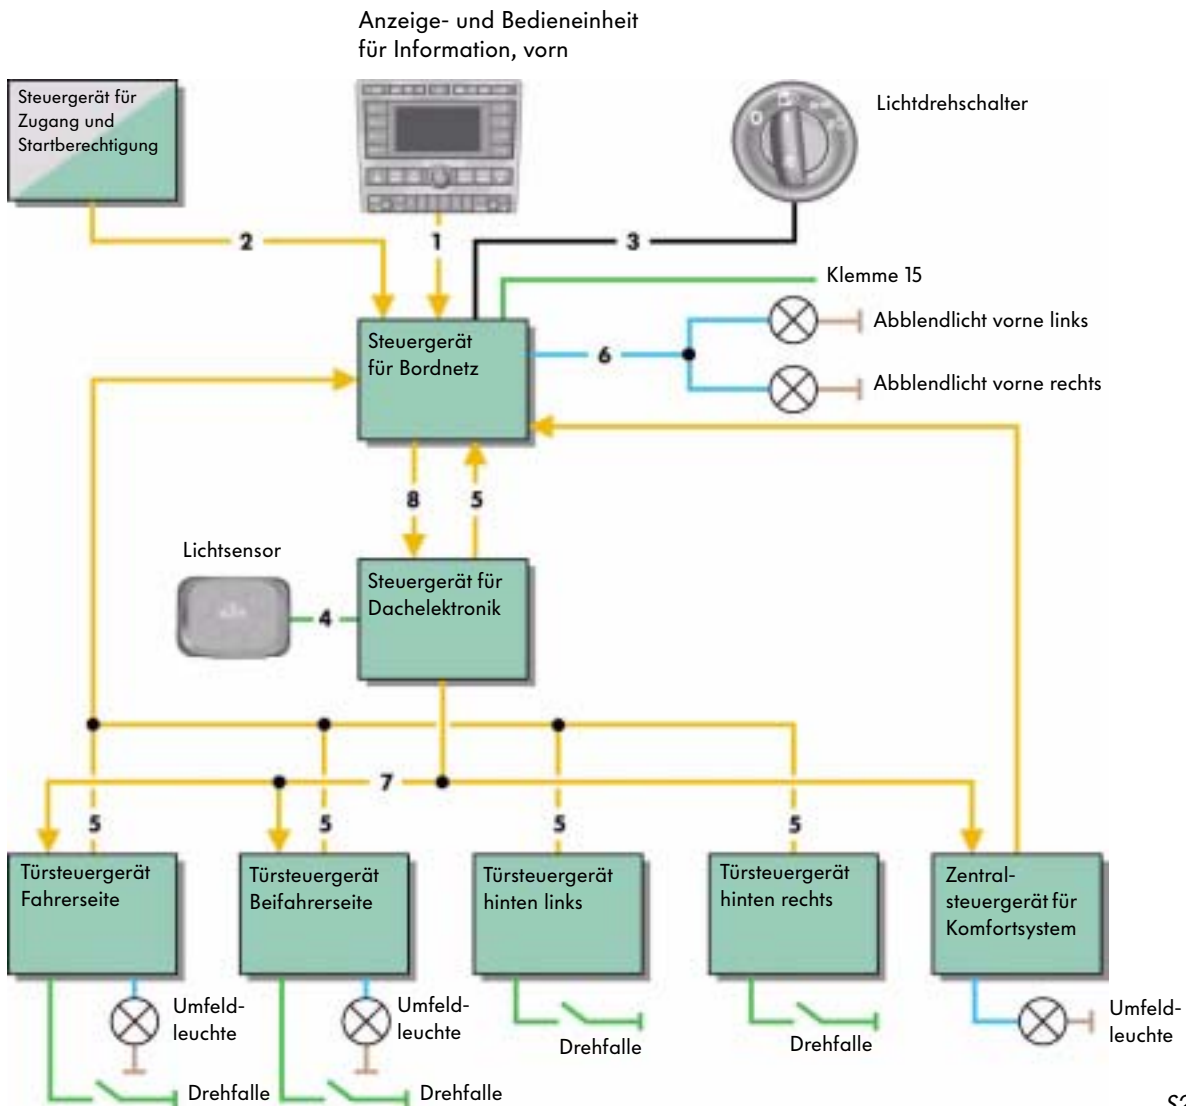 Anzeige- und Bedieneinheit
für Information, vorn
Steuergerät für
Zugang und
Startberechtigung
Lichtdrehschalter
2
1
3
Klemme 15
Steuergerät
für Bordnetz
6
Abblendlicht vorne links
Abblendlicht vorne rechts
8
5
Lichtsensor
4
Steuergerät für
Dachelektronik
7
5
5
5
5
Türsteuergerät
Fahrerseite
Türsteuergerät
Beifahrerseite
Türsteuergerät
hinten links
Türsteuergerät
hinten rechts
Zentral-
steuergerät für
Komfortsystem
Umfeld-
leuchte
Umfeld-
leuchte
Drehfalle
Drehfalle
Umfeld-
leuchte
Drehfalle
Drehfalle